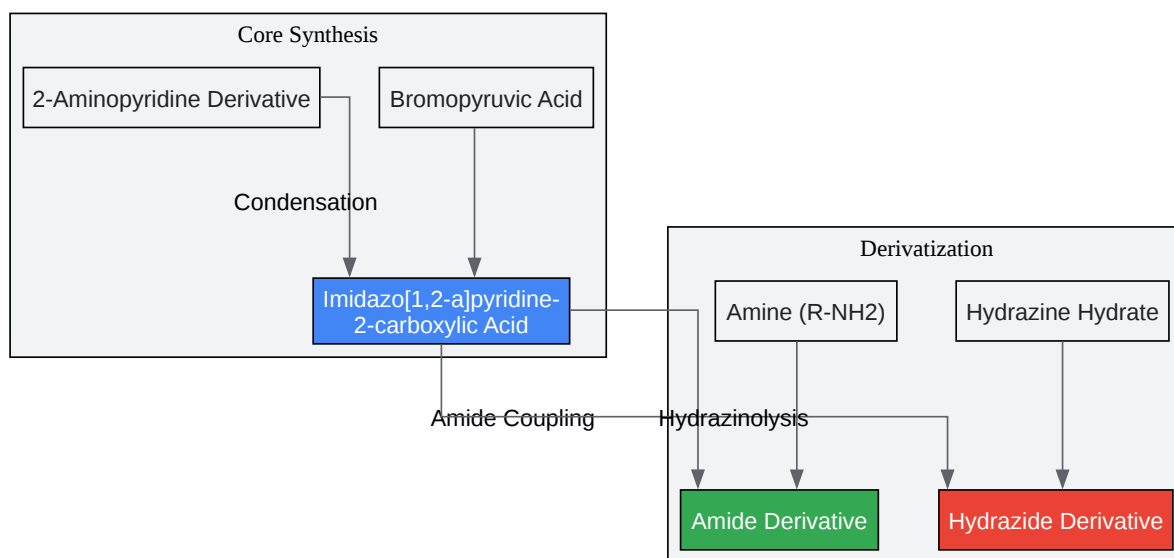 Core Synthesis
2-Aminopyridine Derivative
Bromopyruvic Acid
Condensation
Imidazo[1,2-a]pyridine-
2-carboxylic Acid
Derivatization
Amine (R-NH2)
Hydrazine Hydrate
Amide Coupling
Hydrazinolysis
Amide Derivative
Hydrazide Derivative